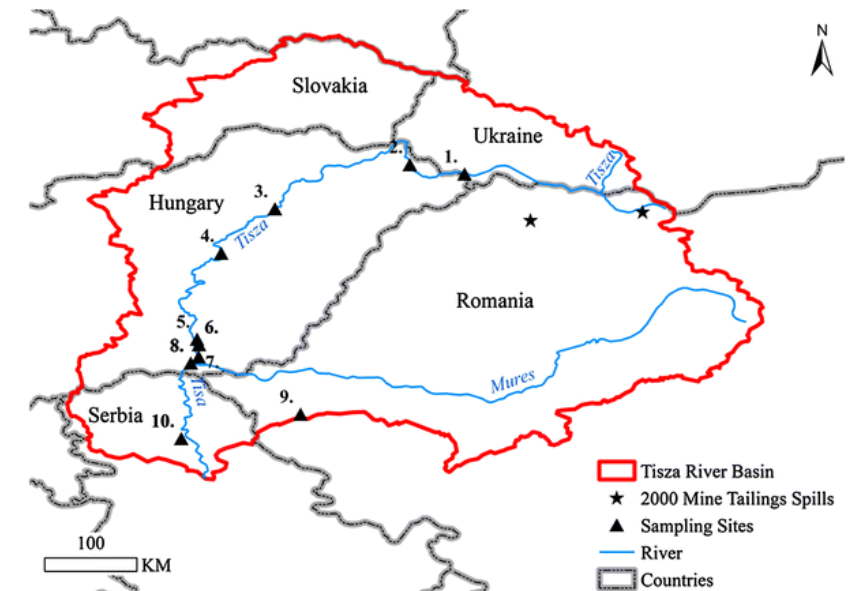 N
Slovakia
Ukraine
2.
1.
Tisza
Hungary
3.
Tisza
4.
Romania
5.
6.
8.
7.
Mures
Tisa
Serbia
9.
10.
Tisza River Basin
2000 Mine Tailings Spills
Sampling Sites
River
Countries
100
KM